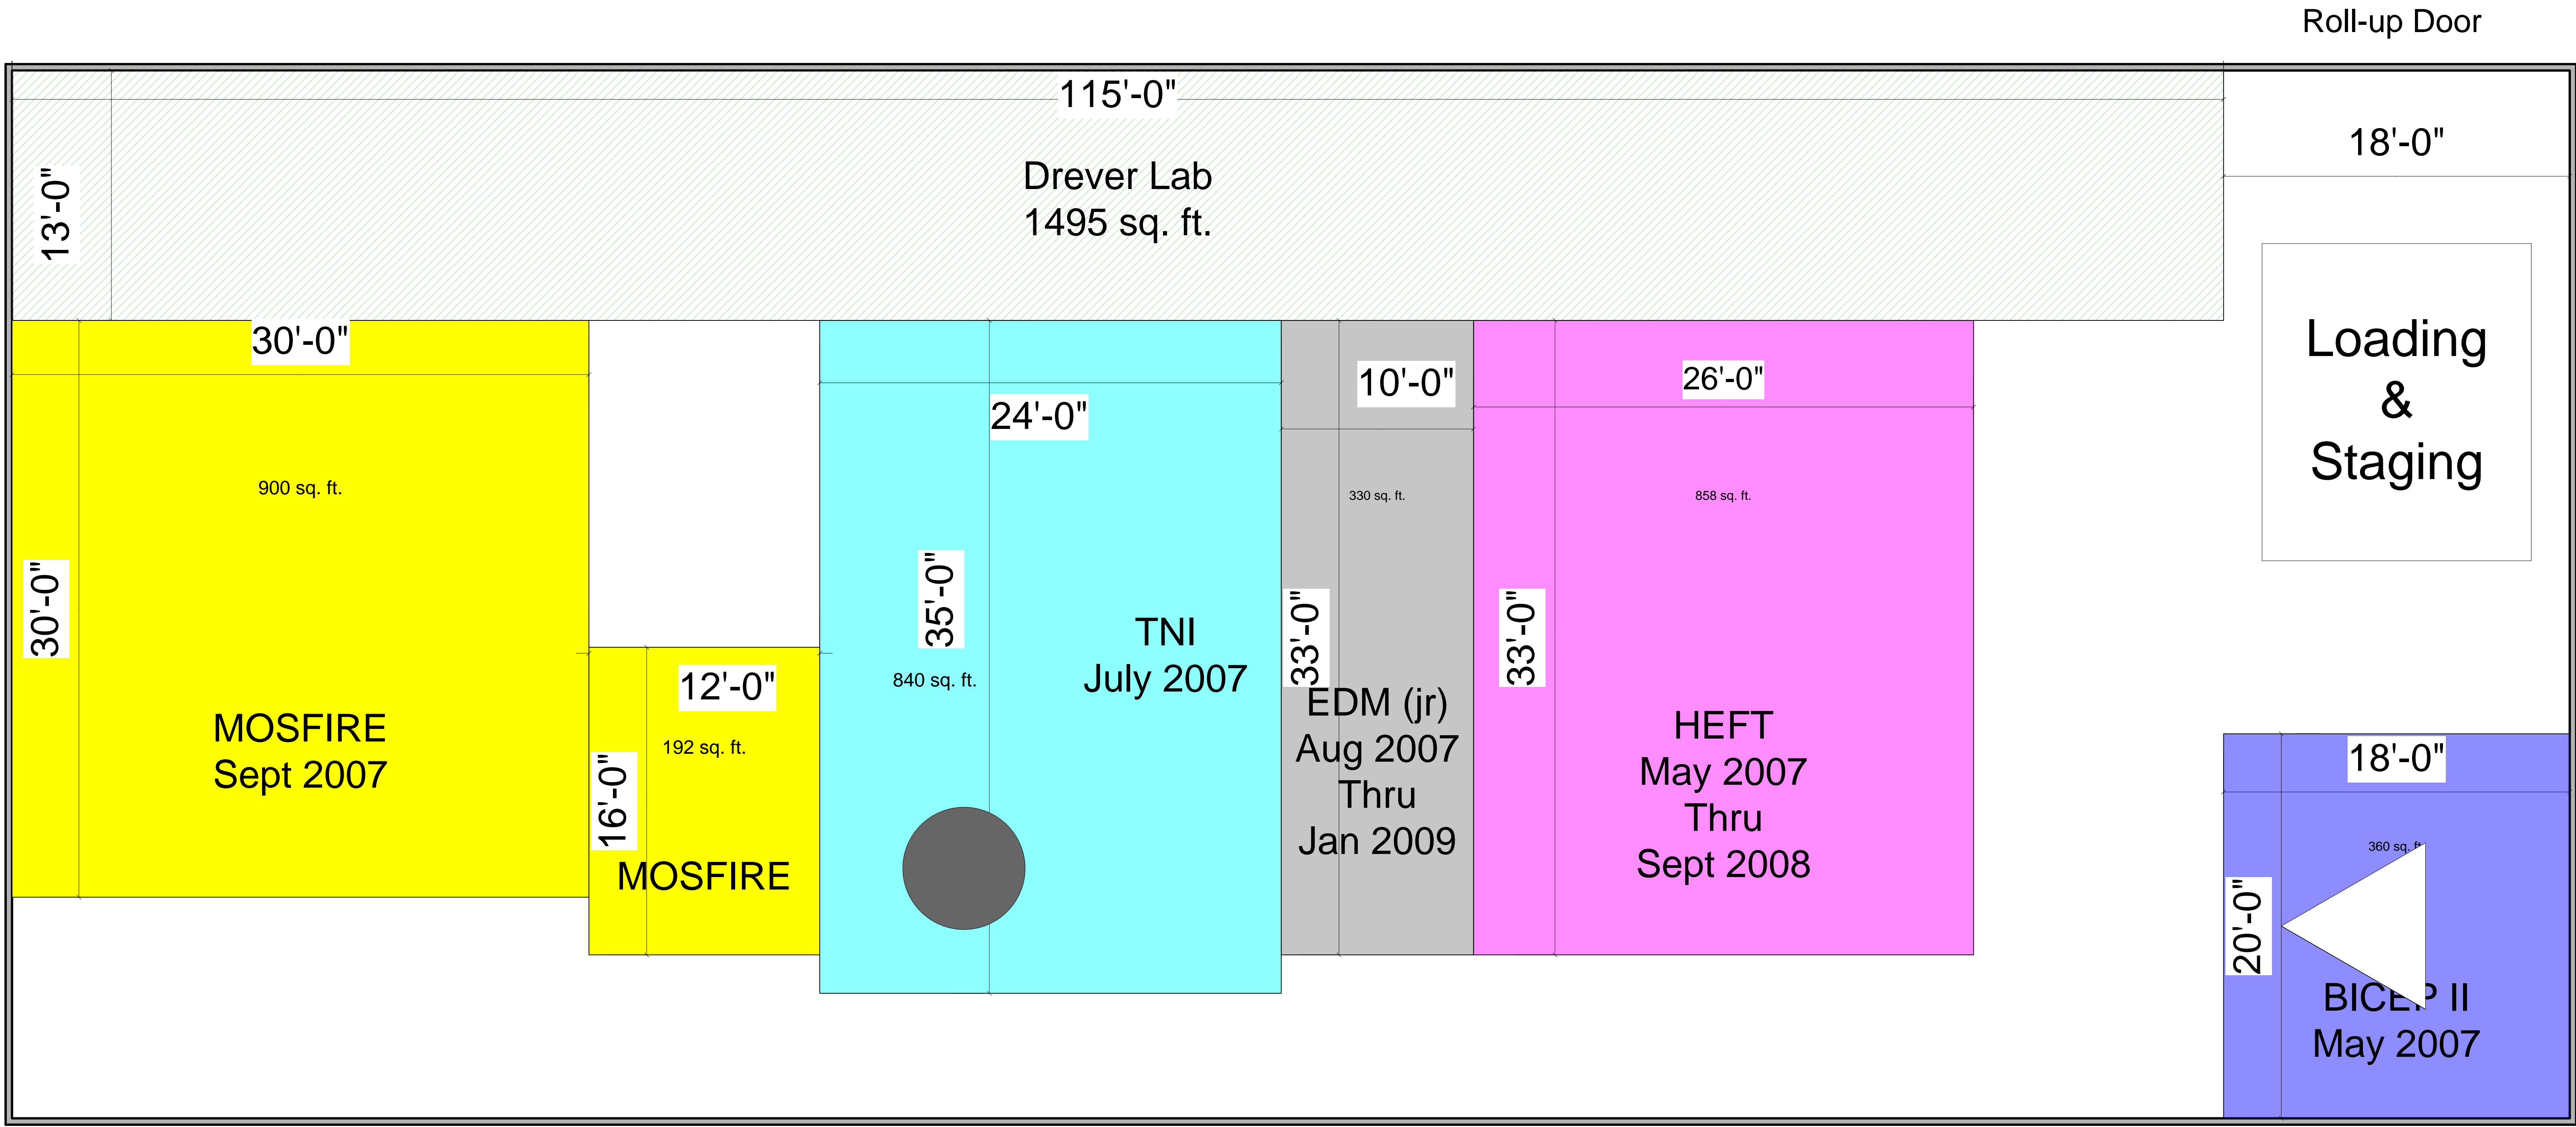 Roll-up Door
115'-0"
18'-0"
13'-0"
Drever Lab
1495 sq. ft.
Loading
&
Staging
30'-0"
900 sq. ft.
30'-0"
MOSFIRE
Sept 2007
12'-0"
192 sq. ft.
16'-0"
MOSFIRE
24'-0"
35'-0"
840 sq. ft.
TNI
July 2007
10'-0"
330 sq. ft.
33'-0"
EDM (jr)
Aug 2007
Thru
Jan 2009
26'-0"
858 sq. ft.
33'-0"
HEFT
May 2007
Thru
Sept 2008
18'-0"
360 sq. ft.
20'-0"
BICEP II
May 2007